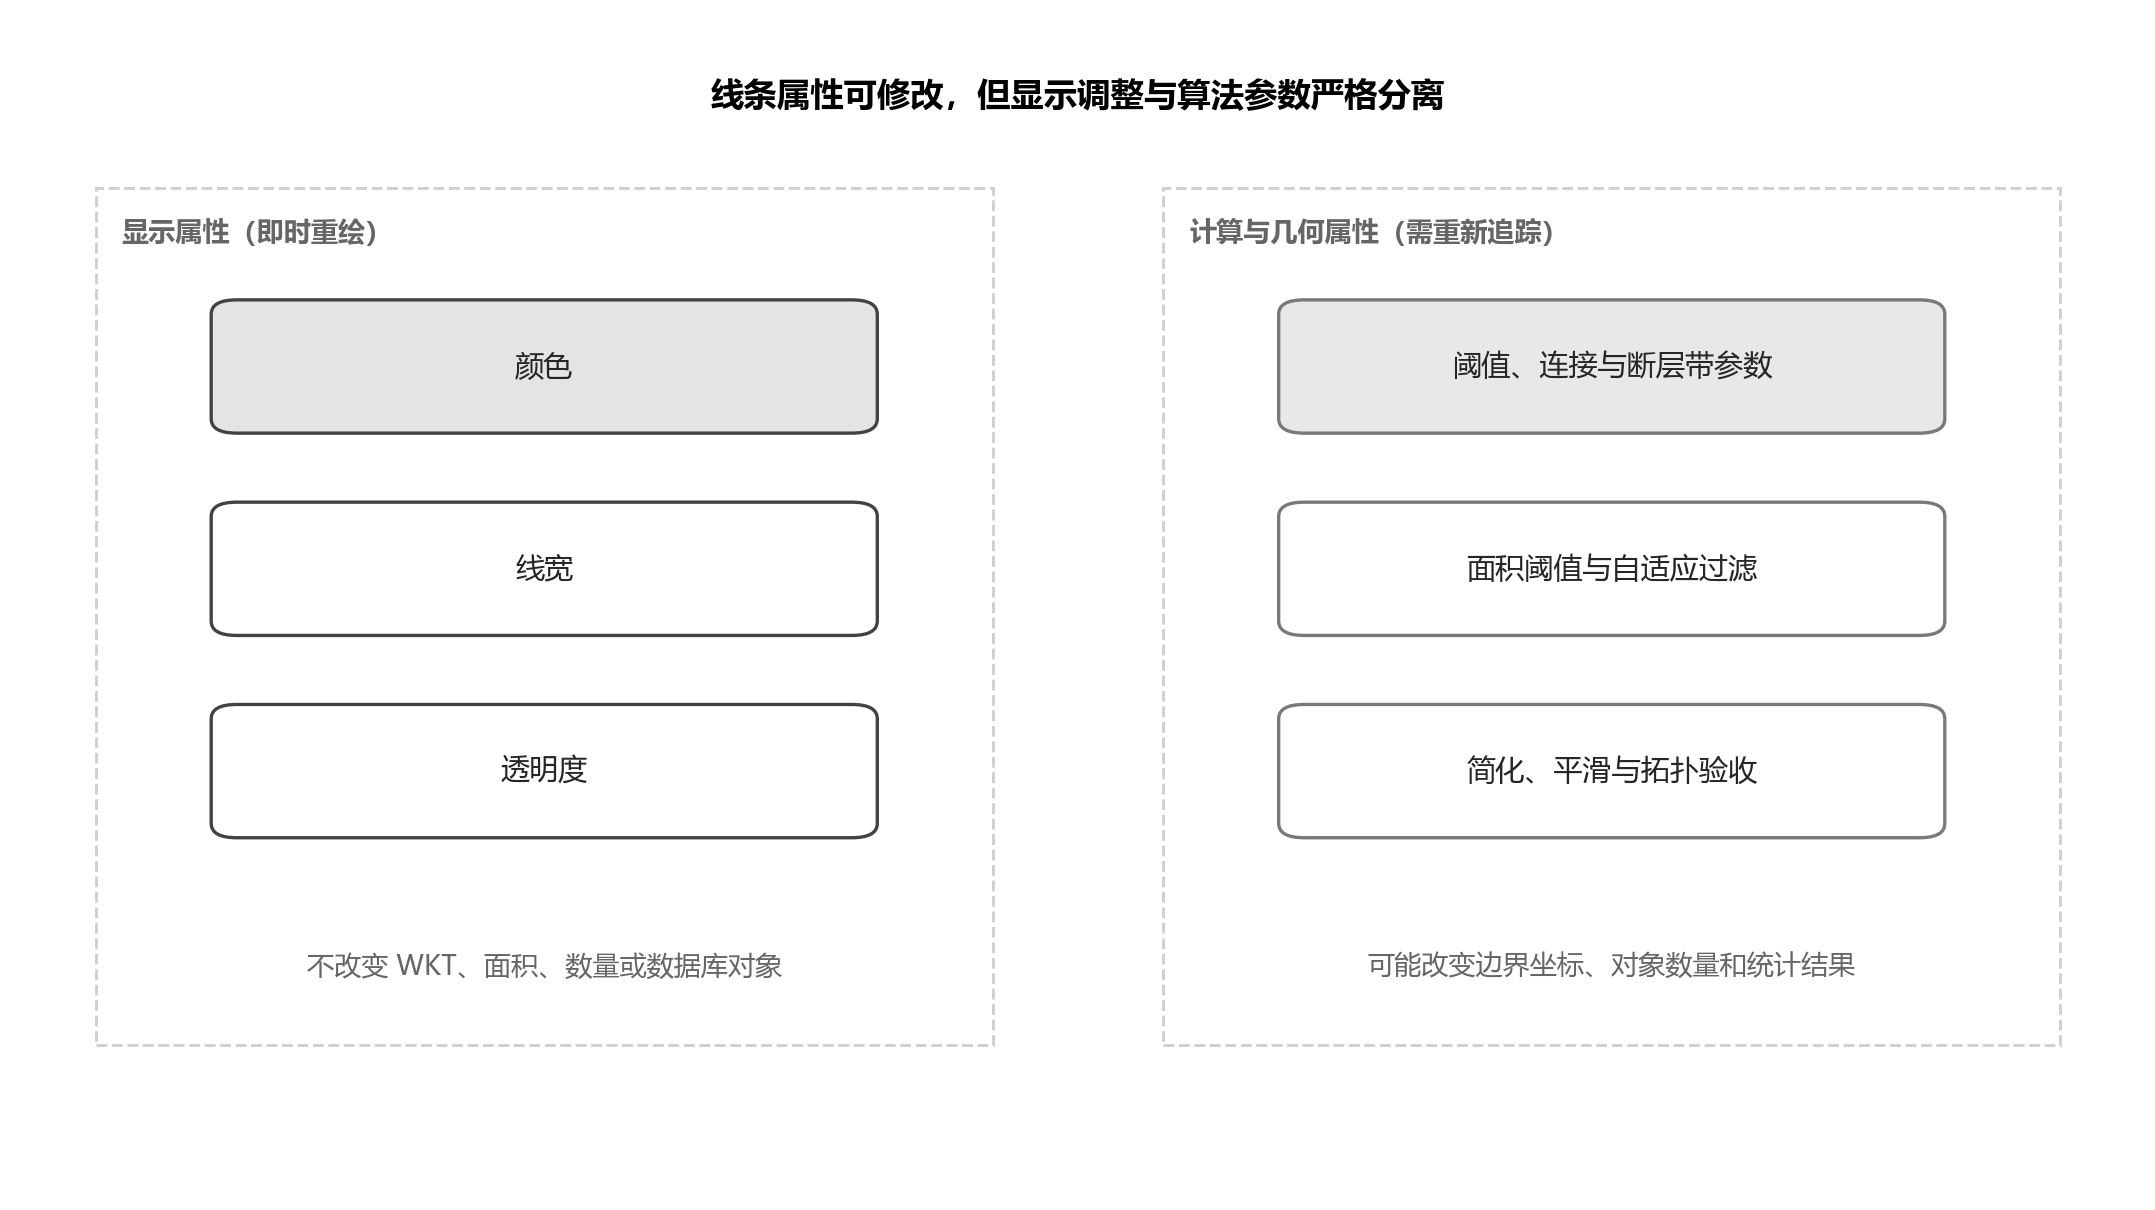 线条属性可修改，但显示调整与算法参数严格分离
显示属性（即时重绘）
颜色
线宽
透明度
不改变 WKT、面积、数量或数据库对象
计算与几何属性（需重新追踪）
阈值、连接与断层带参数
面积阈值与自适应过滤
简化、平滑与拓扑验收
可能改变边界坐标、对象数量和统计结果